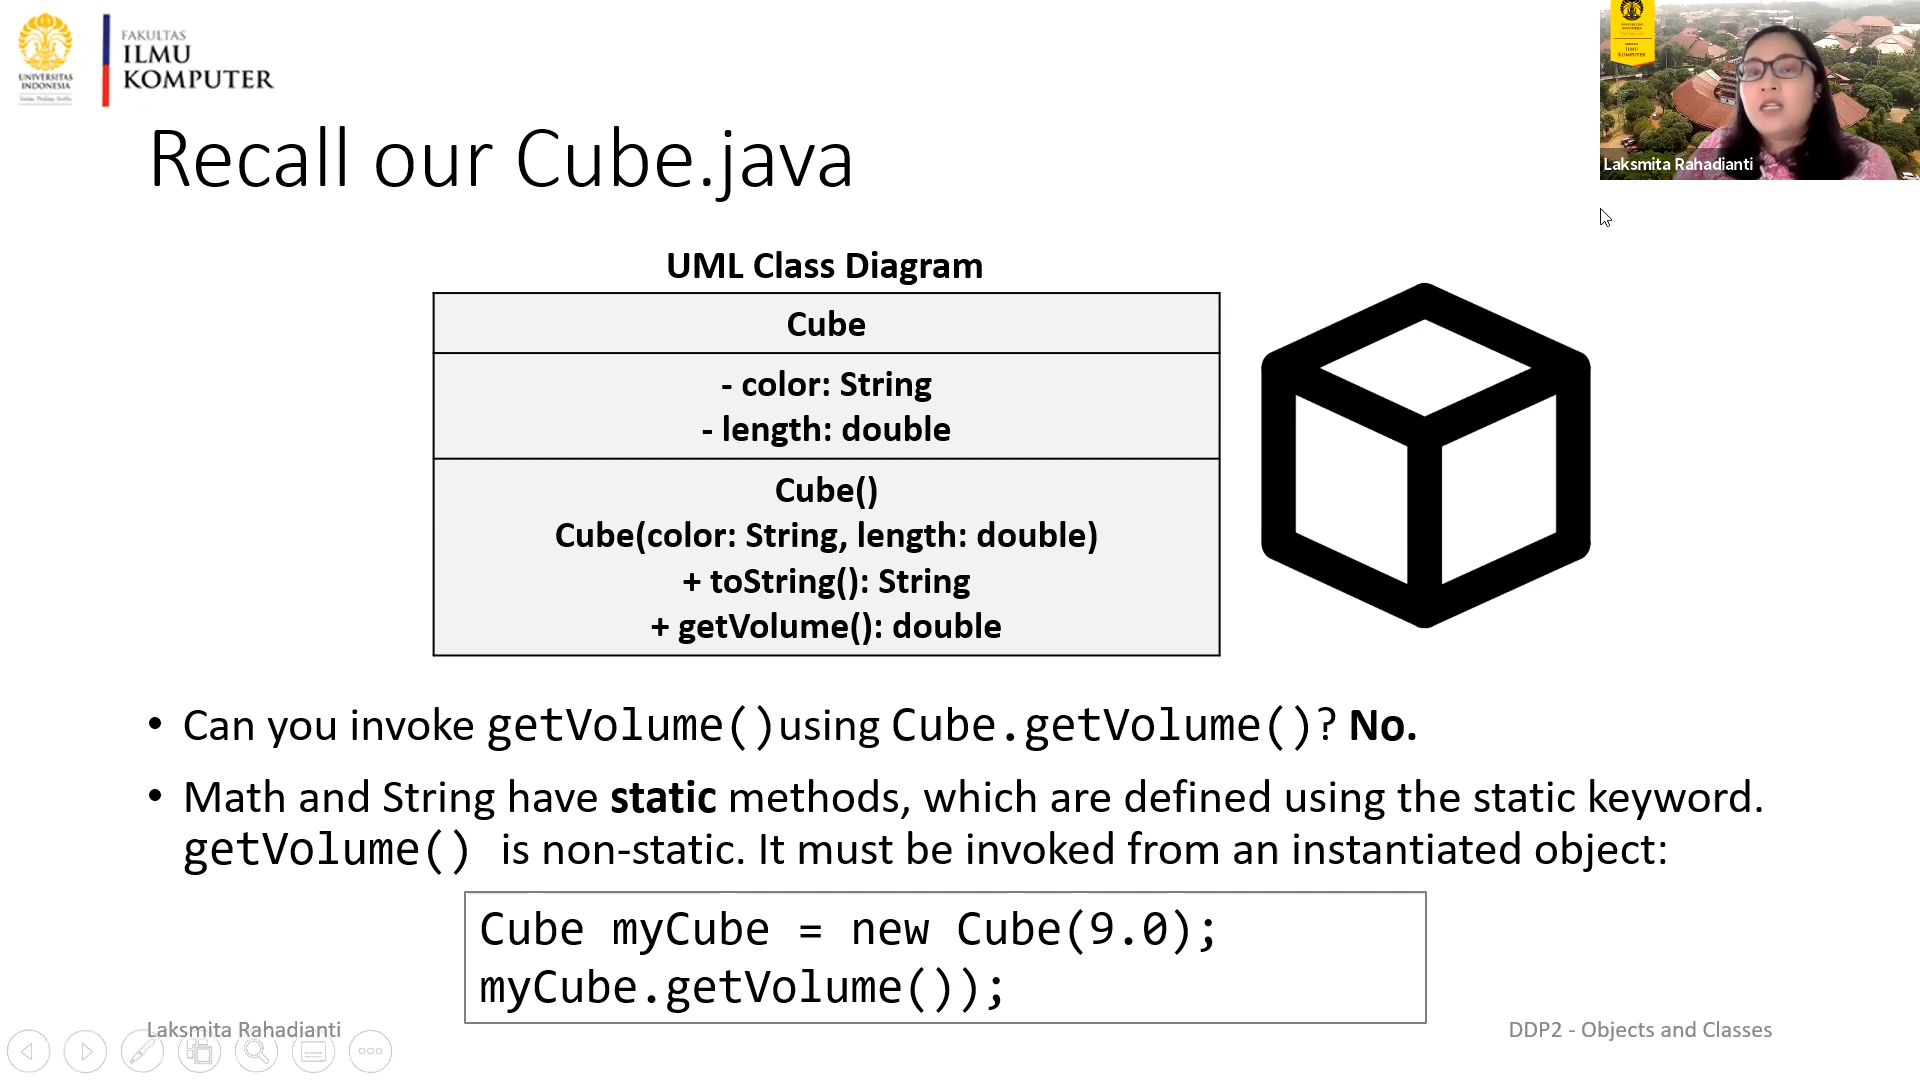 UNIVERSITAS
INDONESIA
FAKULTAS
ILMU
KOMPUTER
Laksmita Rahadianti
Recall our Cube.java
UML Class Diagram
Cube
- color: String
- length: double
Cube()
Cube(color: String, length: double)
+ toString(): String
+ getVolume(): double
• Can you invoke getVolume()using Cube.getVolume()? No.
• Math and String have static methods, which are defined using the static keyword.
getVolume() is non-static. It must be invoked from an instantiated object:
Cube myCube = new Cube(9.0);
myCube.getVolume());
Laksmita Rahadianti
DDP2 - Objects and Classes